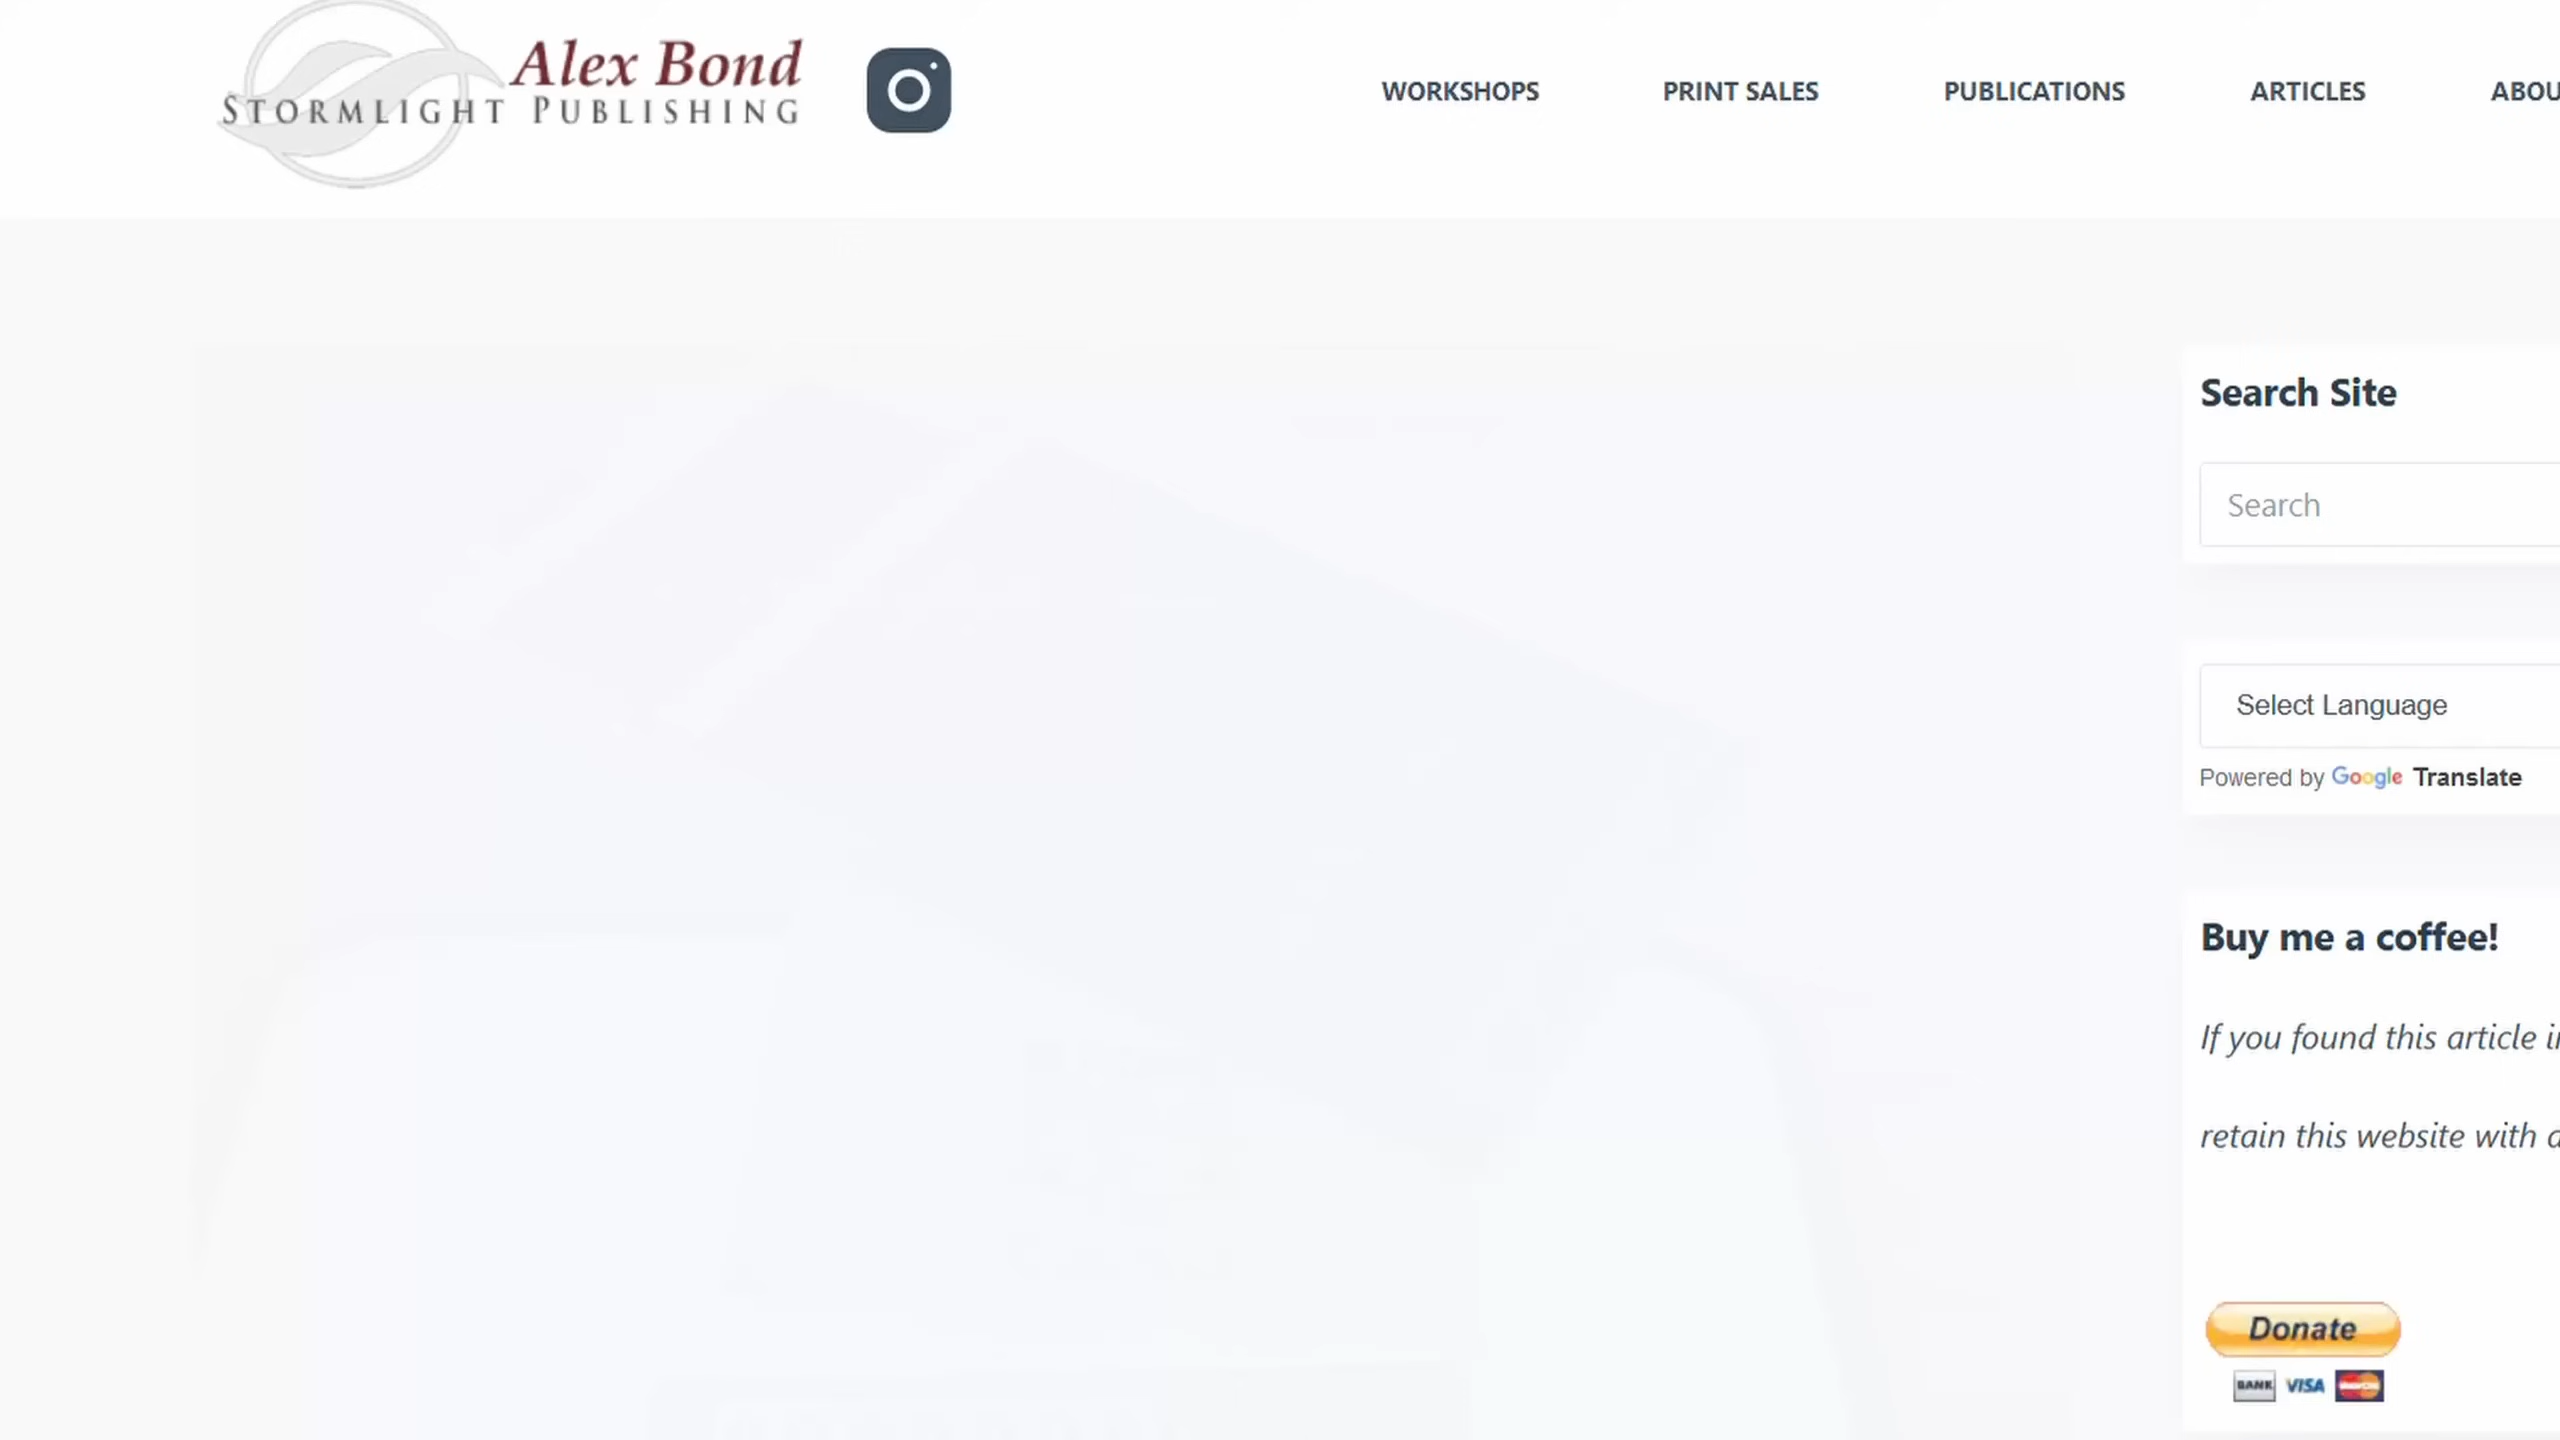 Alex Bond
STORMLIGHT PUBLISHING
WORKSHOPS PRINT SALES PUBLICATIONS ARTICLES
Search Site
Search
Select Language
Powered by Google Translate
Buy me a coffee!
If you found this article
retain this website with
Donate
BANK VISA